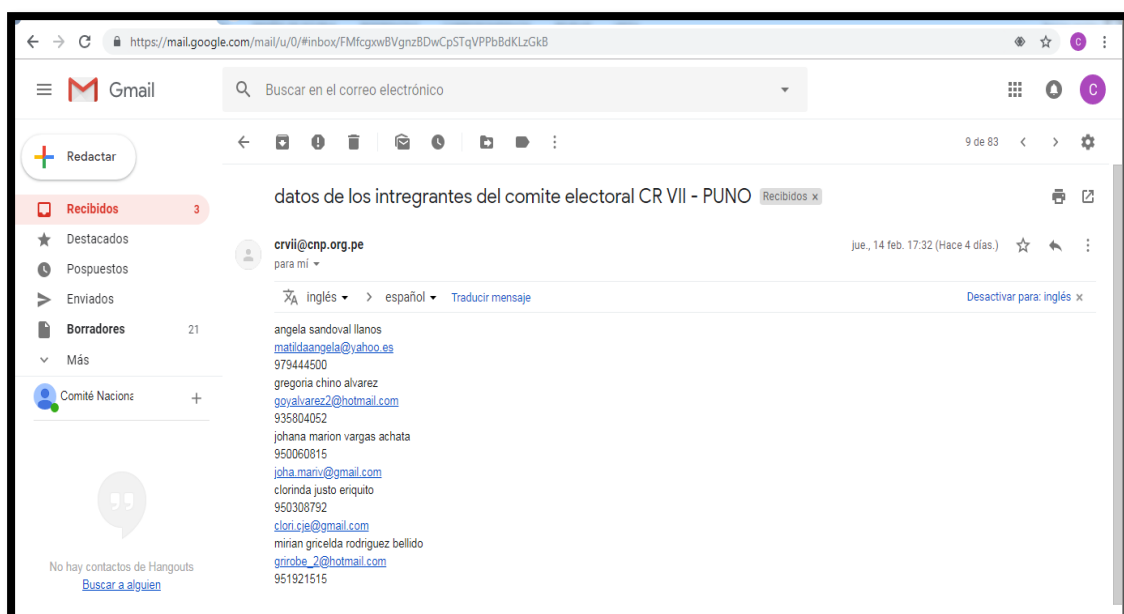 https://mail.google.com/mail/u/0/#inbox/FMfcgxwBVgnzBDwCpSTqVPPbBdKLzGkB
C
Gmail
Buscar en el correo electrónico
C
Redactar
9 de 83
Recibidos 3
Destacados
Pospuestos
Enviados
Borradores 21
Más
Comité Naciona
No hay contactos de Hangouts
Buscar a alguien
datos de los intregrantes del comite electoral CR VII - PUNO Recibidos x
crvii@cnp.org.pe
jue., 14 feb. 17:32 (Hace 4 días.)
para mí
inglés > español Traducir mensaje
Desactivar para: inglés x
angela sandoval llanos
matildaangela@yahoo.es
979444500
gregoria chino alvarez
goyalvarez2@hotmail.com
935804052
johana marion vargas achata
950060815
joha.mariv@gmail.com
clorinda justo eriquito
950308792
clori.cje@gmail.com
mirian gricelda rodriguez bellido
grirobe_2@hotmail.com
951921515